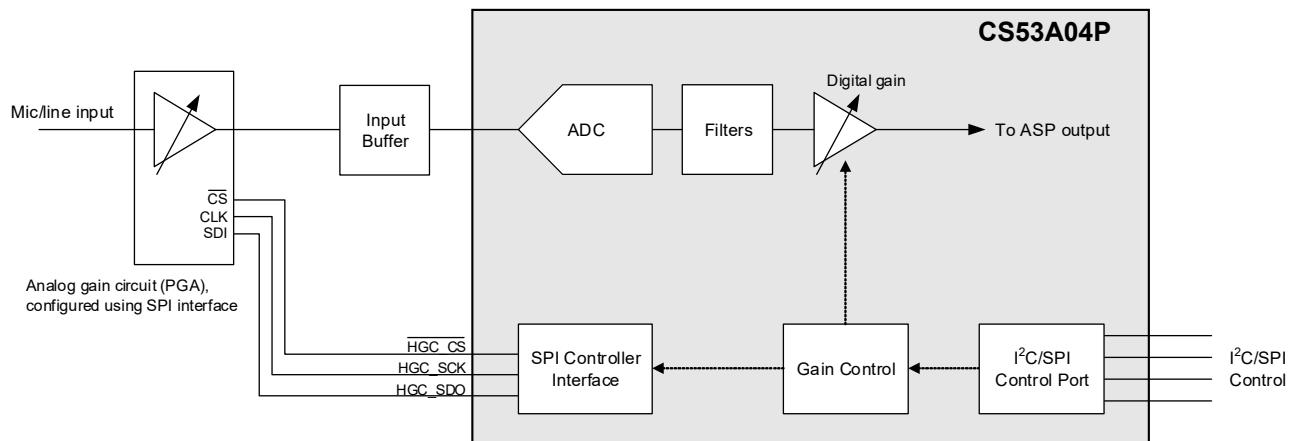 CS53A04P
Digital gain
Mic/line input
Input
Buffer
ADC
Filters
To ASP output
CS
CLK
SDI
Analog gain circuit (PGA),
configured using SPI interface
HGC_CS
HGC_SCK
HGC_SDO
SPI Controller
Interface
Gain Control
I²C/SPI
Control Port
I²C/SPI
Control